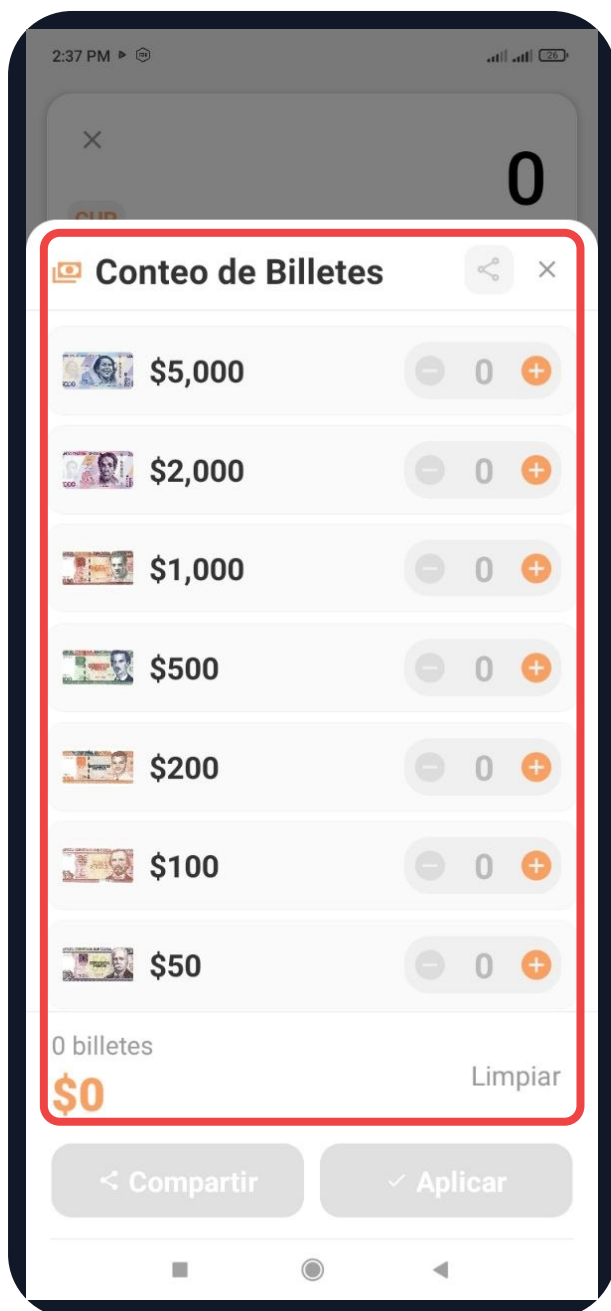 2:37 PM
26
0
CUP
Conteo de Billetes
$5,000 0
$2,000 0
$1,000 0
$500 0
$200 0
$100 0
$50 0
0 billetes
$0
Limpiar
Compartir
Aplicar